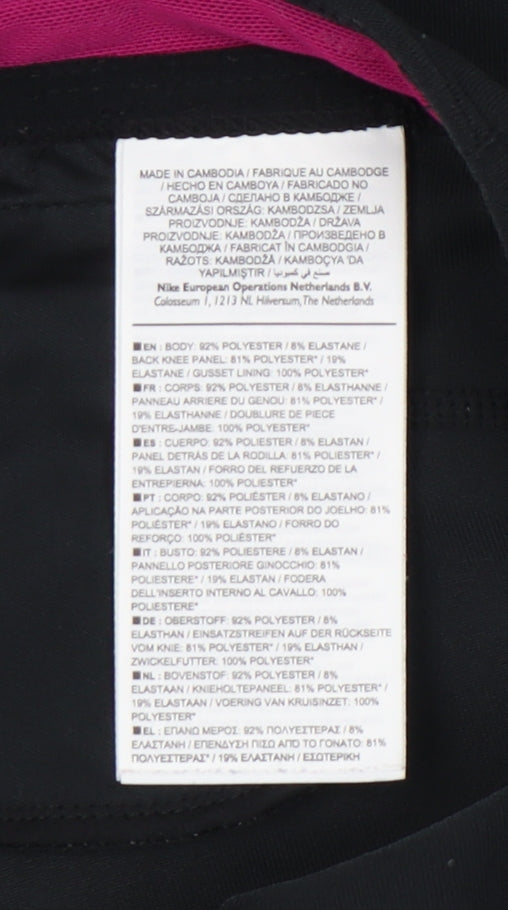 MADE IN CAMBODIA / FABRIQUE AU CAMBODGE
/ HECHO EN CAMBOYA / FABRICADO NO
CAMBOJA / СДЕЛАНО В КАМБОДЖЕ /
SZÁRMAZÁSI ORSZÁG: KAMBODZSA / ZEMLJA
PROIZVODNJE: KAMBODŽA / DRŽAVA
PROIZVODNJE: KAMBODŽA / ПРОИЗВЕДЕНО В
КАМБОДЖА / FABRICAT ÎN CAMBODGIA /
RAŽOTS: KAMBODŽĀ / KAMBOÇYA 'DA
YAPILMIŞTIR / صنع في كمبوديا
Nike European Operations Netherlands B.V.
Colosseum 1, 1213 NL Hilversum, The Netherlands
■ EN : BODY: 92% POLYESTER / 8% ELASTANE /
BACK KNEE PANEL: 81% POLYESTER* / 19%
ELASTANE / GUSSET LINING: 100% POLYESTER*
■ FR : CORPS: 92% POLYESTER / 8% ELASTHANNE /
PANNEAU ARRIERE DU GENOU: 81% POLYESTER* /
19% ELASTHANNE / DOUBLURE DE PIECE
D'ENTRE-JAMBE: 100% POLYESTER*
■ ES : CUERPO: 92% POLIESTER / 8% ELASTAN /
PANEL DETRÁS DE LA RODILLA: 81% POLIESTER* /
19% ELASTAN / FORRO DEL REFUERZO DE LA
ENTREPIERNA: 100% POLIESTER*
■ PT : CORPO: 92% POLIÉSTER / 8% ELASTANO /
APLICAÇÃO NA PARTE POSTERIOR DO JOELHO: 81%
POLIÉSTER* / 19% ELASTANO / FORRO DO
REFORÇO: 100% POLIÉSTER*
■ IT : BUSTO: 92% POLIESTERE / 8% ELASTAN /
PANNELLO POSTERIORE GINOCCHIO: 81%
POLIESTERE* / 19% ELASTAN / FODERA
DELL'INSERTO INTERNO AL CAVALLO: 100%
POLIESTERE*
■ DE : OBERSTOFF: 92% POLYESTER / 8%
ELASTHAN / EINSATZSTREIFEN AUF DER RÜCKSEITE
VOM KNIE: 81% POLYESTER* / 19% ELASTHAN /
ZWICKELFUTTER: 100% POLYESTER*
■ NL : BOVENSTOF: 92% POLYESTER / 8%
ELASTAAN / KNIEHOLTEPANEEL: 81% POLYESTER* /
19% ELASTAAN / VOERING VAN KRUISINZET: 100%
POLYESTER*
■ EL : ΕΠΑΝΩ ΜΕΡΟΣ: 92% ΠΟΛΥΕΣΤΕΡΑΣ / 8%
ΕΛΑΣΤΑΝΗ / ΕΠΕΝΔΥΣΗ ΠΙΣΩ ΑΠΟ ΤΟ ΓΟΝΑΤΟ: 81%
ΠΟΛΥΕΣΤΕΡΑΣ* / 19% ΕΛΑΣΤΑΝΗ / ΕΣΩΤΕΡΙΚΗ